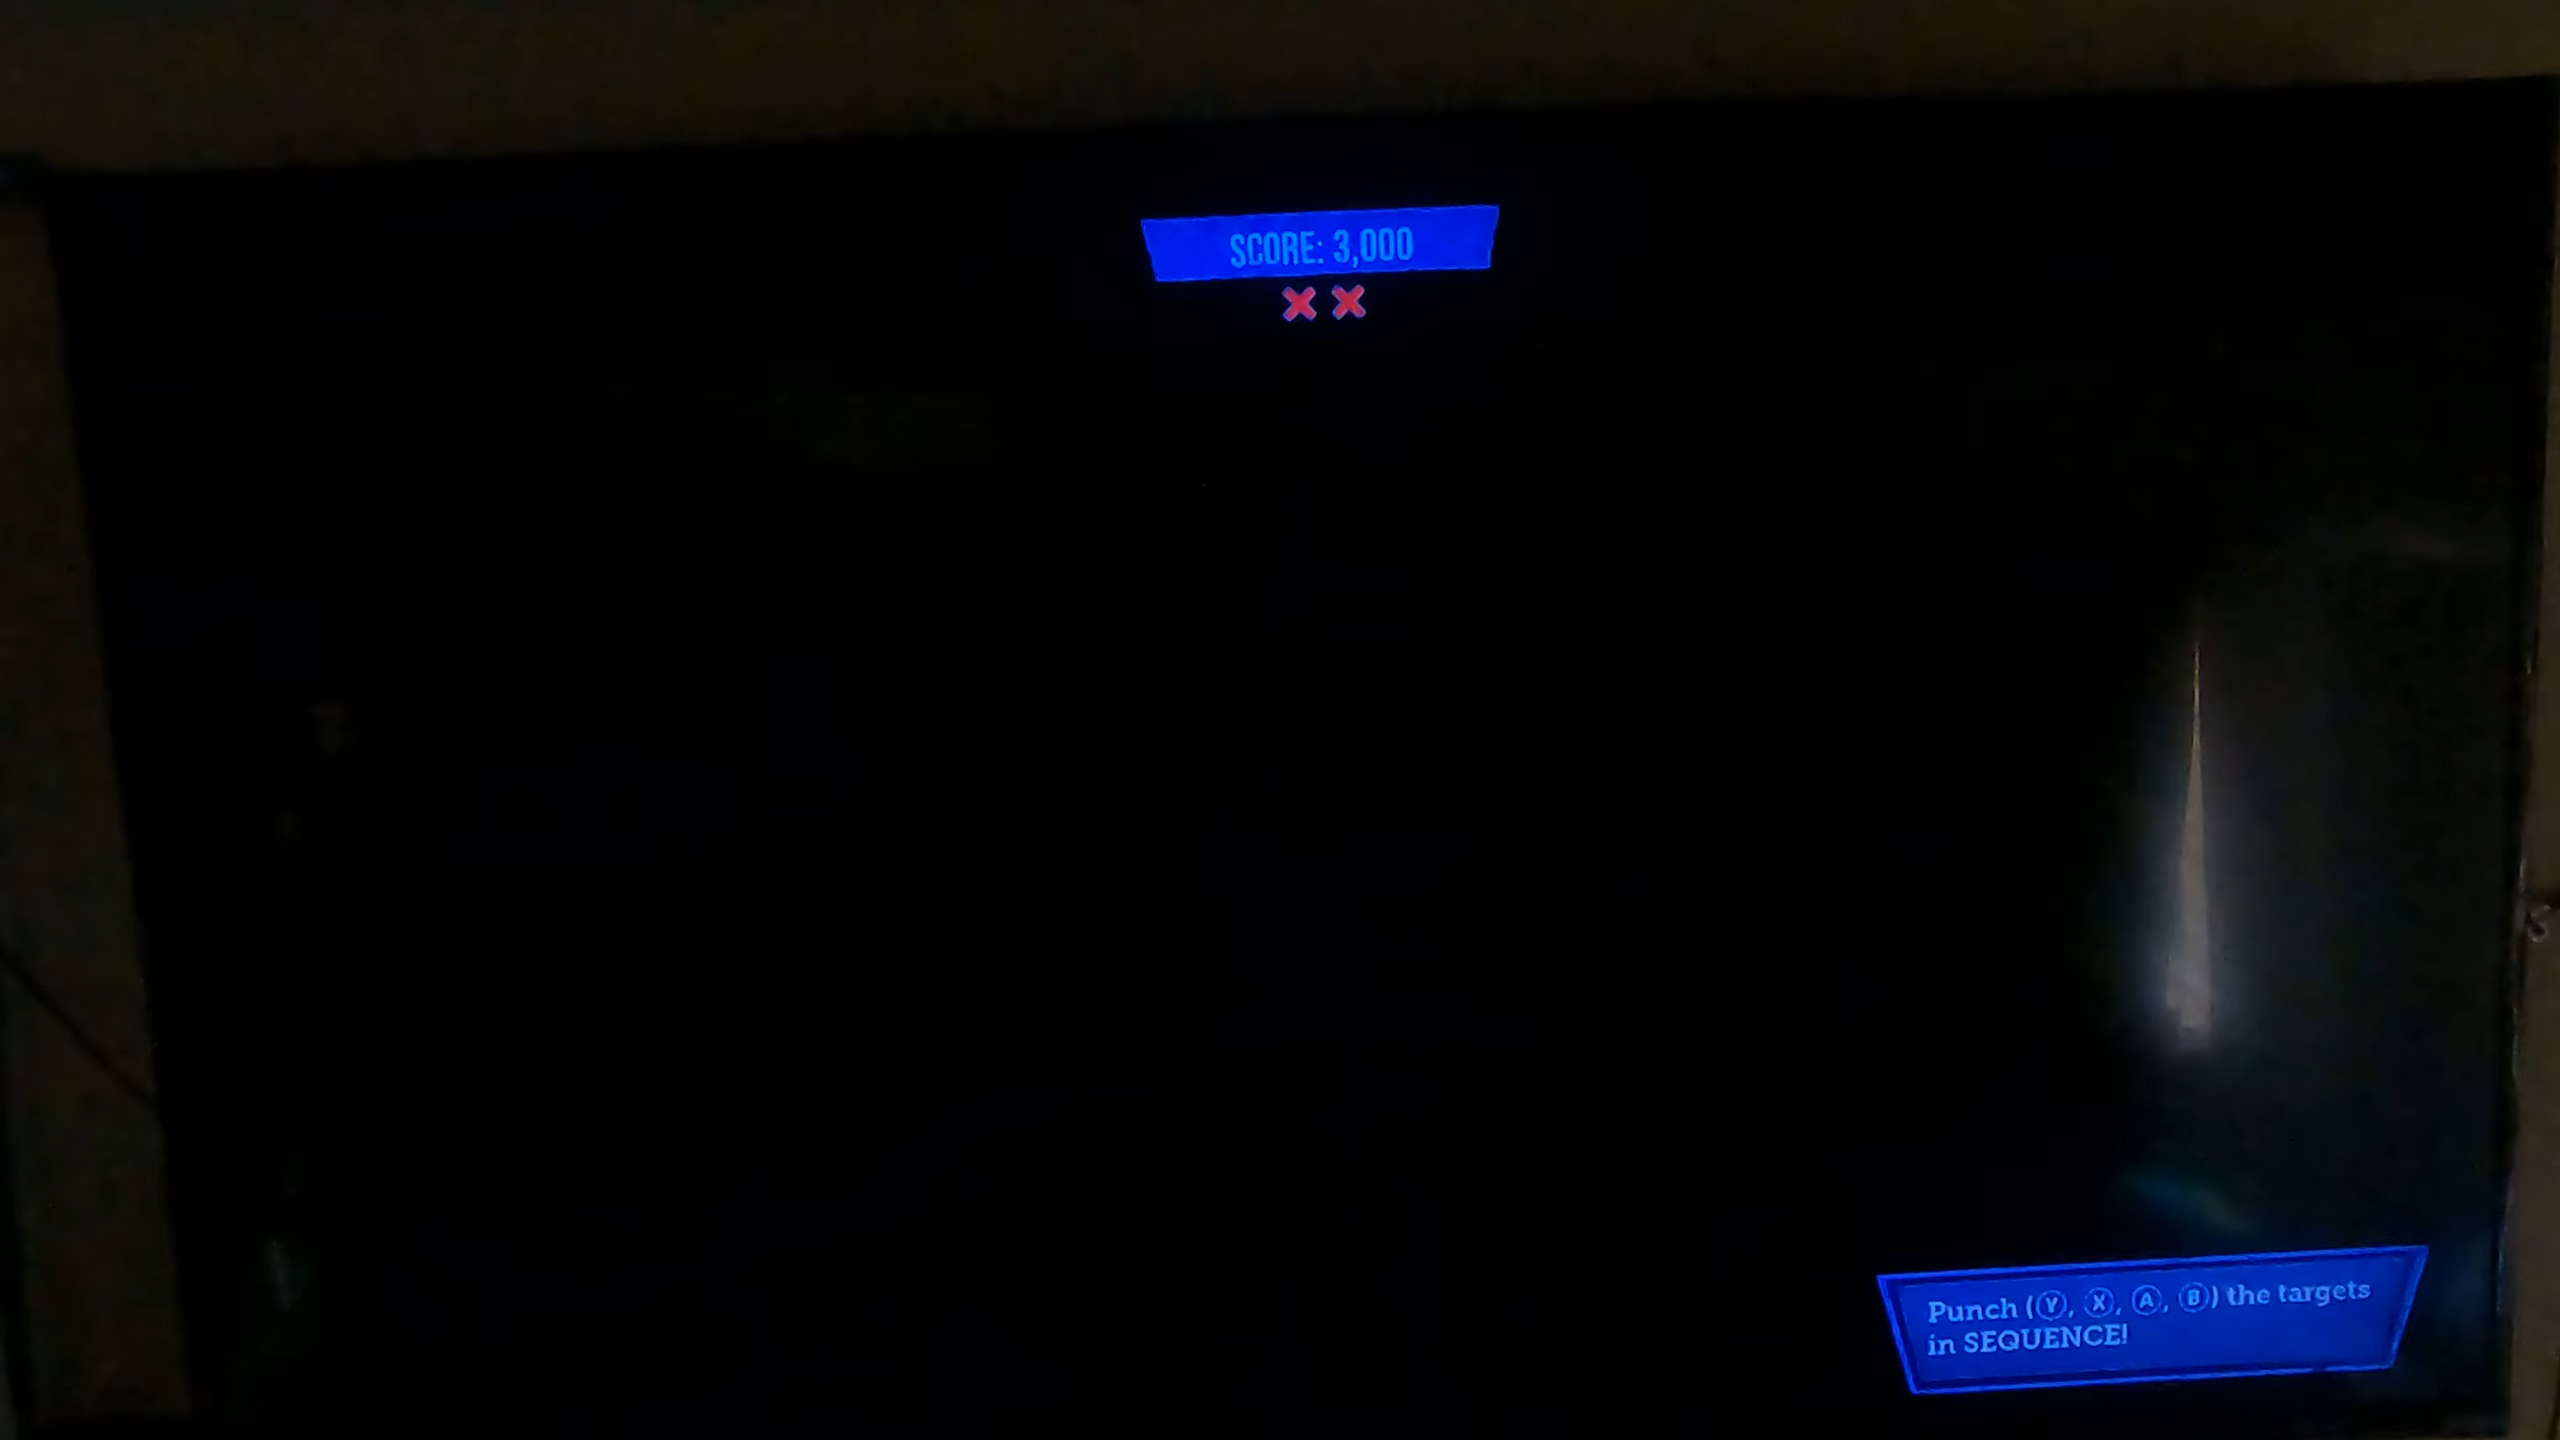 SCORE: 3,000
Punch (Y, X, A, B) the targets
in SEQUENCE!